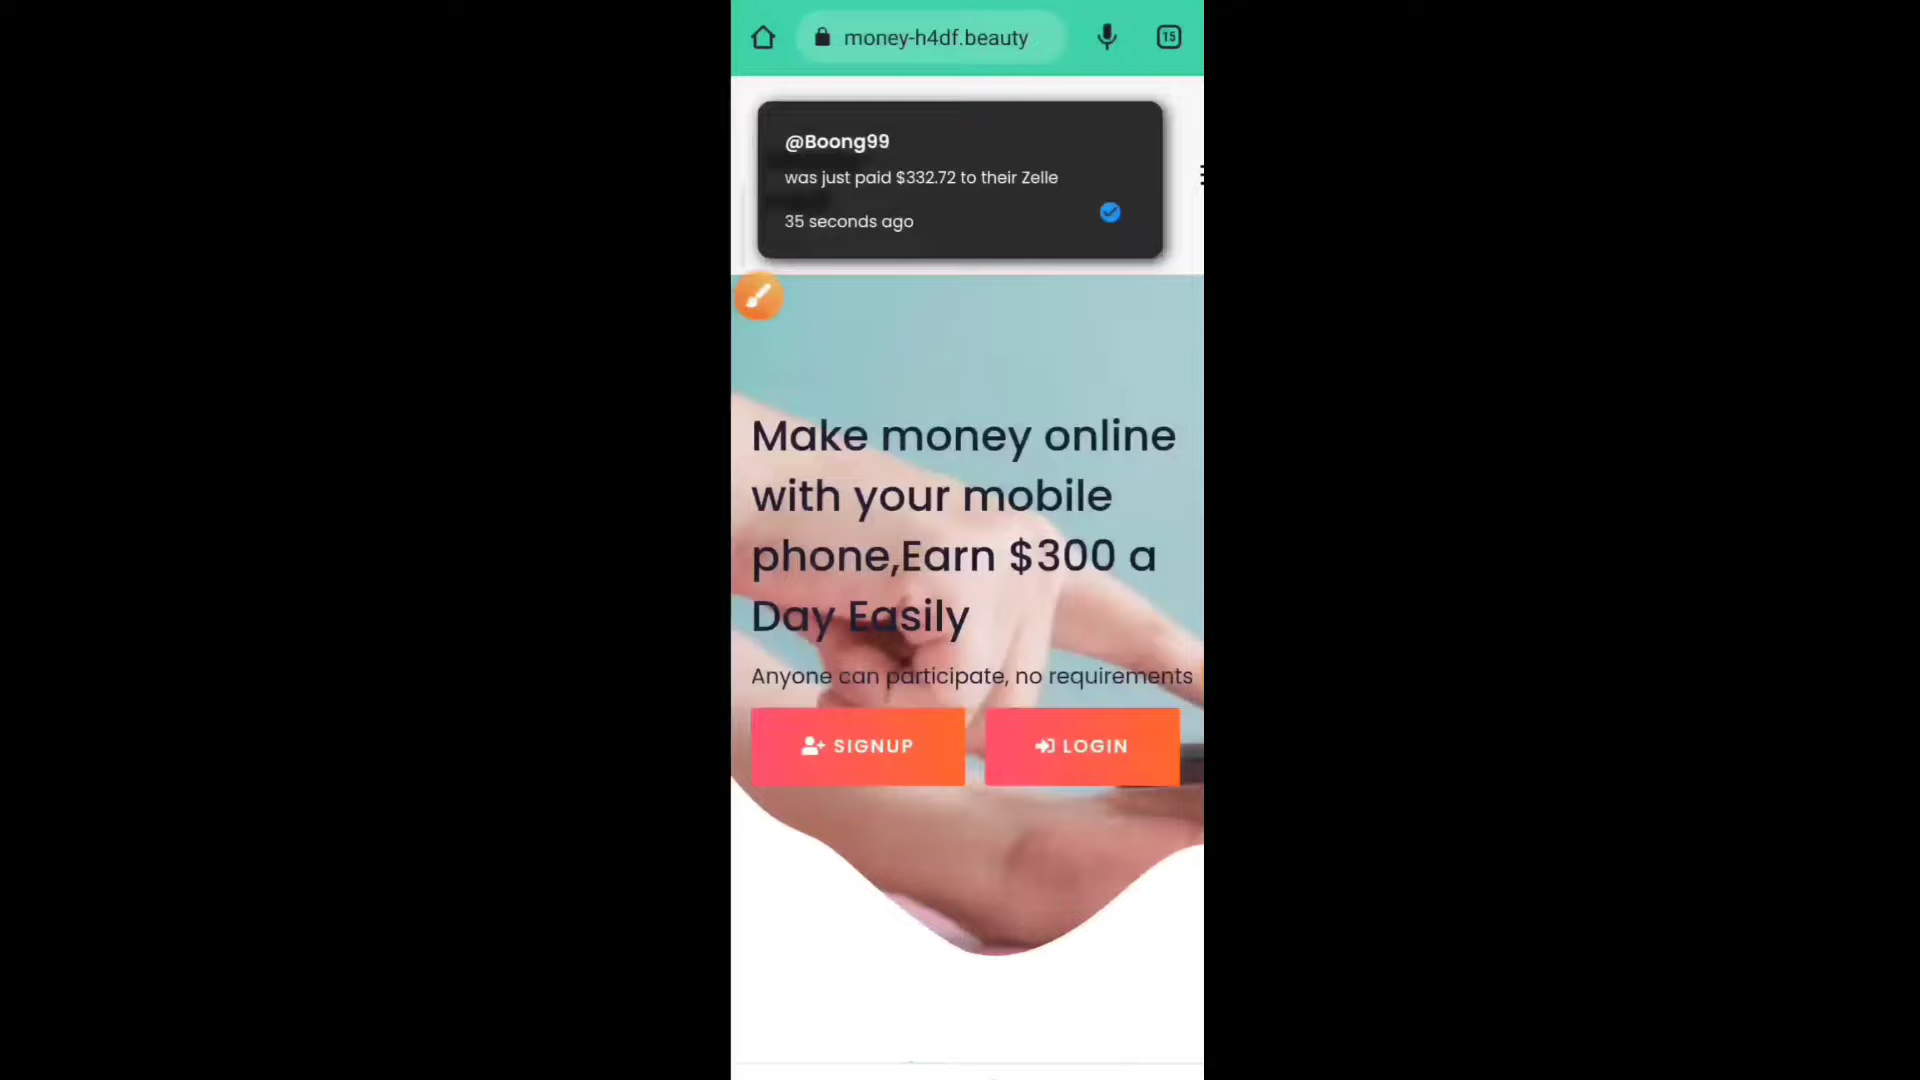 money-h4df.beauty
15
@Boong99
was just paid $332.72 to their Zelle
35 seconds ago
Make money online
with your mobile
phone,Earn $300 a
Day Easily
Anyone can participate, no requirements
SIGNUP
LOGIN